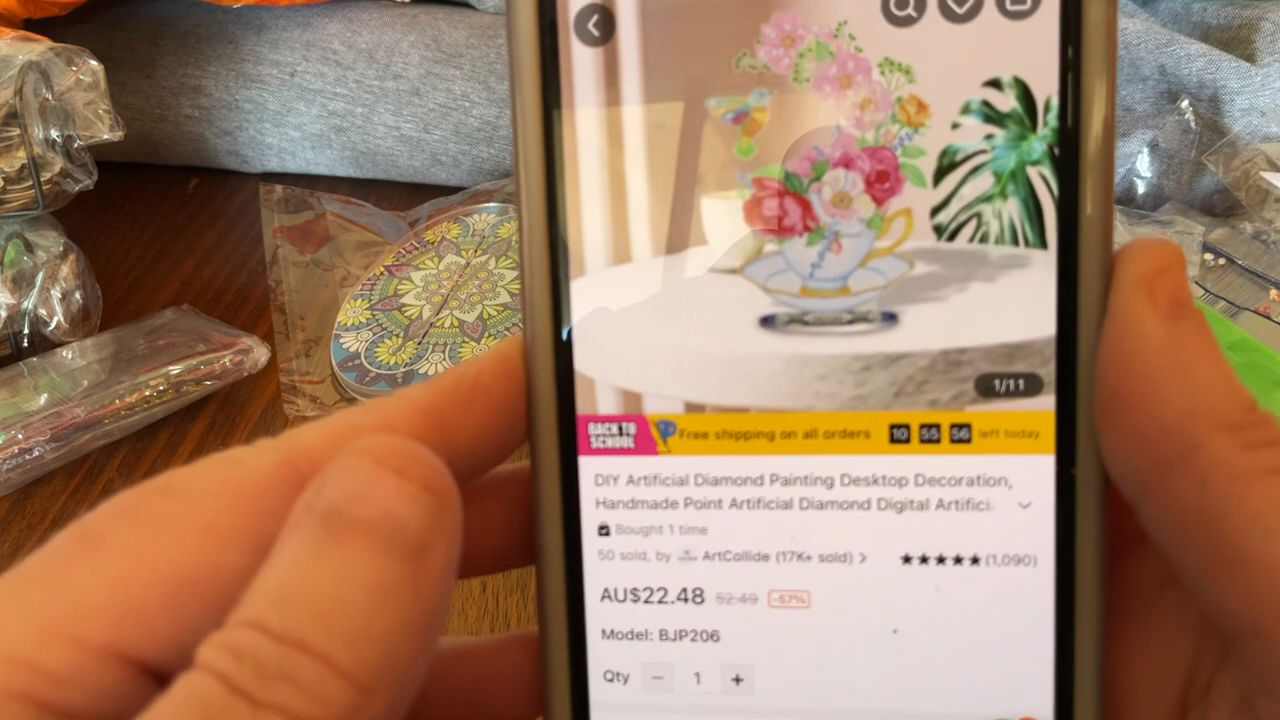 1/11
BACK TO
SCHOOL
Free shipping on all orders 10 55 56 left today
DIY Artificial Diamond Painting Desktop Decoration,
Handmade Point Artificial Diamond Digital Artifici
Bought 1 time
50 sold, by ArtCollide (17K+ sold) > ★★★★★ (1,090)
AU$22.48 52.49 -57%
Model: BJP206
Qty − 1 +